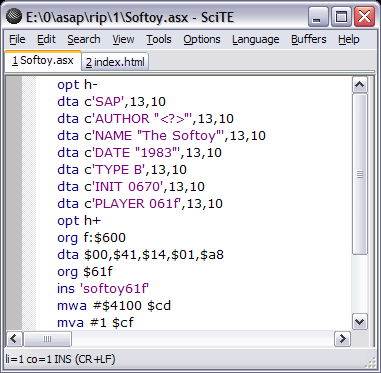 E:\0\asap\rip\1\Softoy.asx - SciTE
File Edit Search View Tools Options Language Buffers Help
1 Softoy.asx 2 index.html
opt h-
dta c'SAP',13,10
dta c'AUTHOR "<?>"',13,10
dta c'NAME "The Softoy"',13,10
dta c'DATE "1983"',13,10
dta c'TYPE B',13,10
dta c'INIT 0670',13,10
dta c'PLAYER 061f',13,10
opt h+
org f:$600
dta $00,$41,$14,$01,$a8
org $61f
ins 'softoy61f'
mwa #$4100 $cd
mva #1 $cf
li=1 co=1 INS (CR+LF)